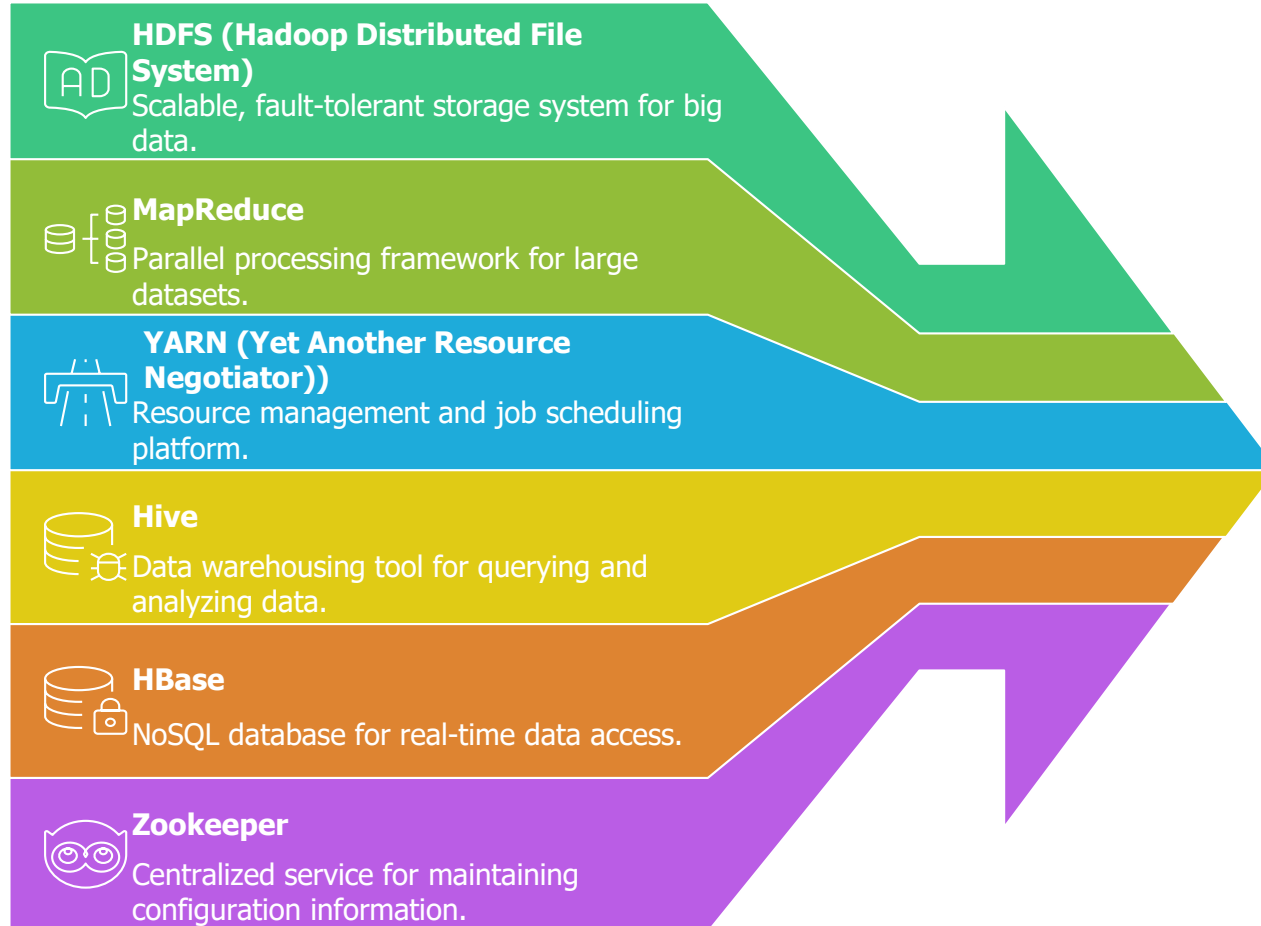 HDFS (Hadoop Distributed File
System)
AD
Scalable, fault-tolerant storage system for big
data.
MapReduce
Parallel processing framework for large
datasets.
YARN (Yet Another Resource
Negotiator))
Resource management and job scheduling
platform.
Hive
Data warehousing tool for querying and
analyzing data.
HBase
NoSQL database for real-time data access.
Zookeeper
Centralized service for maintaining
configuration information.